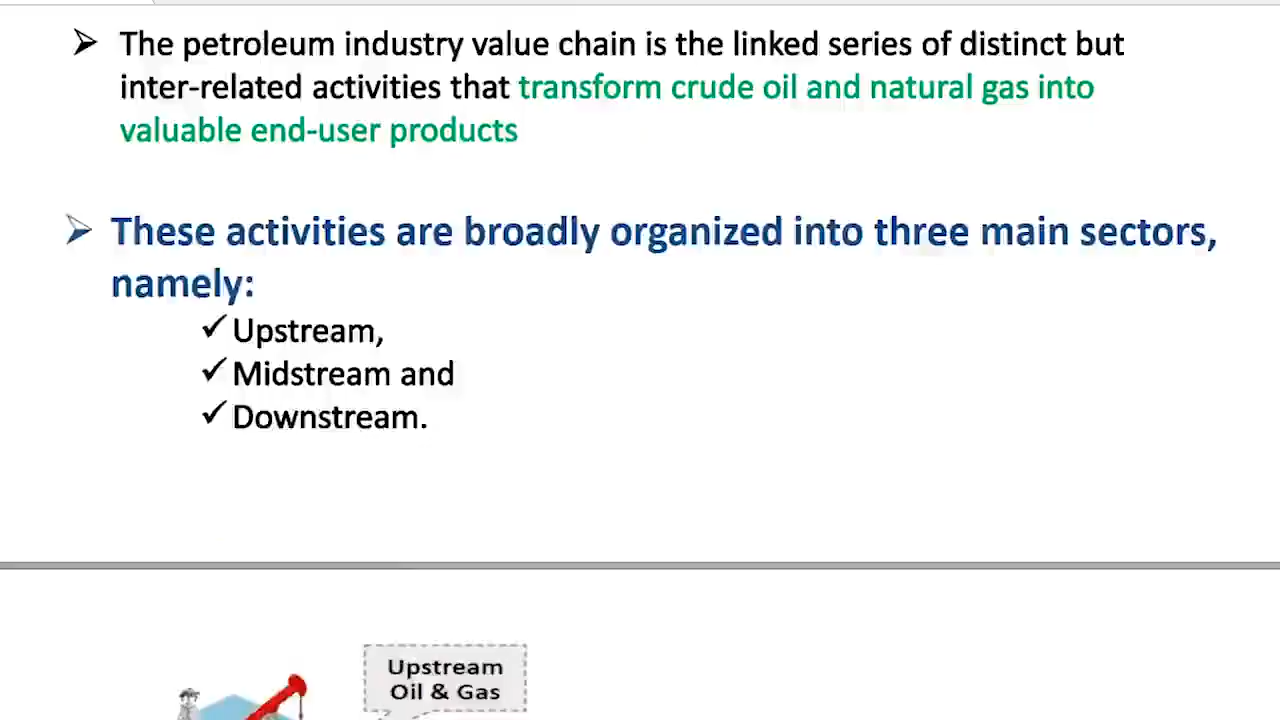 The petroleum industry value chain is the linked series of distinct but
inter-related activities that transform crude oil and natural gas into
valuable end-user products
These activities are broadly organized into three main sectors,
namely:
Upstream,
Midstream and
Downstream.
Upstream
Oil & Gas